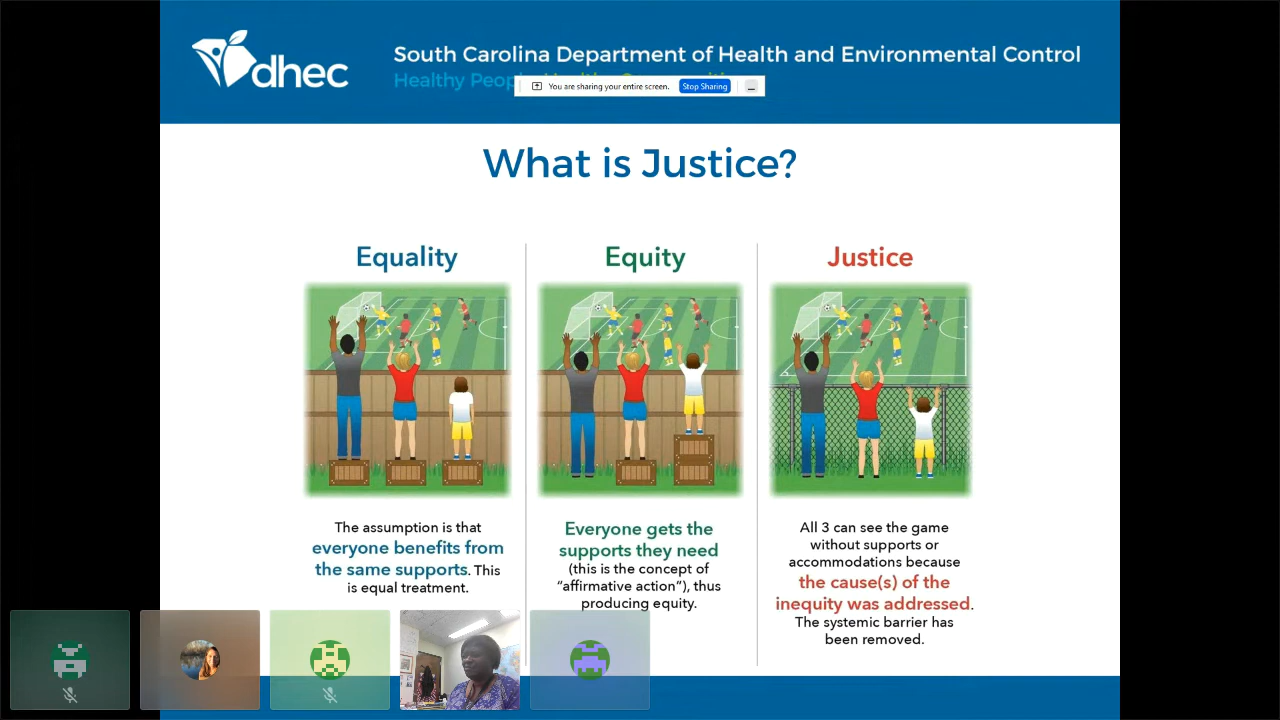 dhec
South Carolina Department of Health and Environmental Control
Healthy People
You are sharing your entire screen. Stop Sharing
What is Justice?
Equality
Equity
Justice
The assumption is that
everyone benefits from
the same supports. This
is equal treatment.
Everyone gets the
supports they need
(this is the concept of
“affirmative action”), thus
producing equity.
All 3 can see the game
without supports or
accommodations because
the cause(s) of the
inequity was addressed.
The systemic barrier has
been removed.